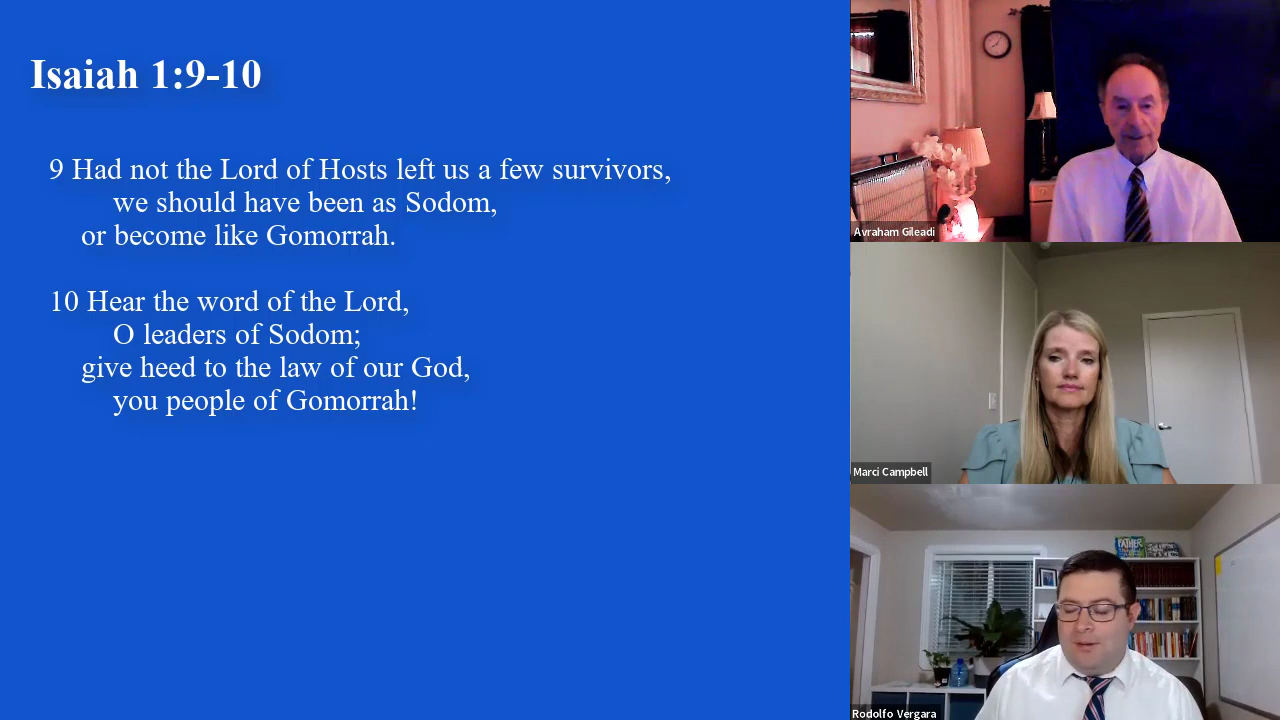 Isaiah 1:9-10
9 Had not the Lord of Hosts left us a few survivors,
we should have been as Sodom,
or become like Gomorrah.
10 Hear the word of the Lord,
O leaders of Sodom;
give heed to the law of our God,
you people of Gomorrah!
Avraham Gileadi
Marci Campbell
FATHER
Rodolfo Vergara